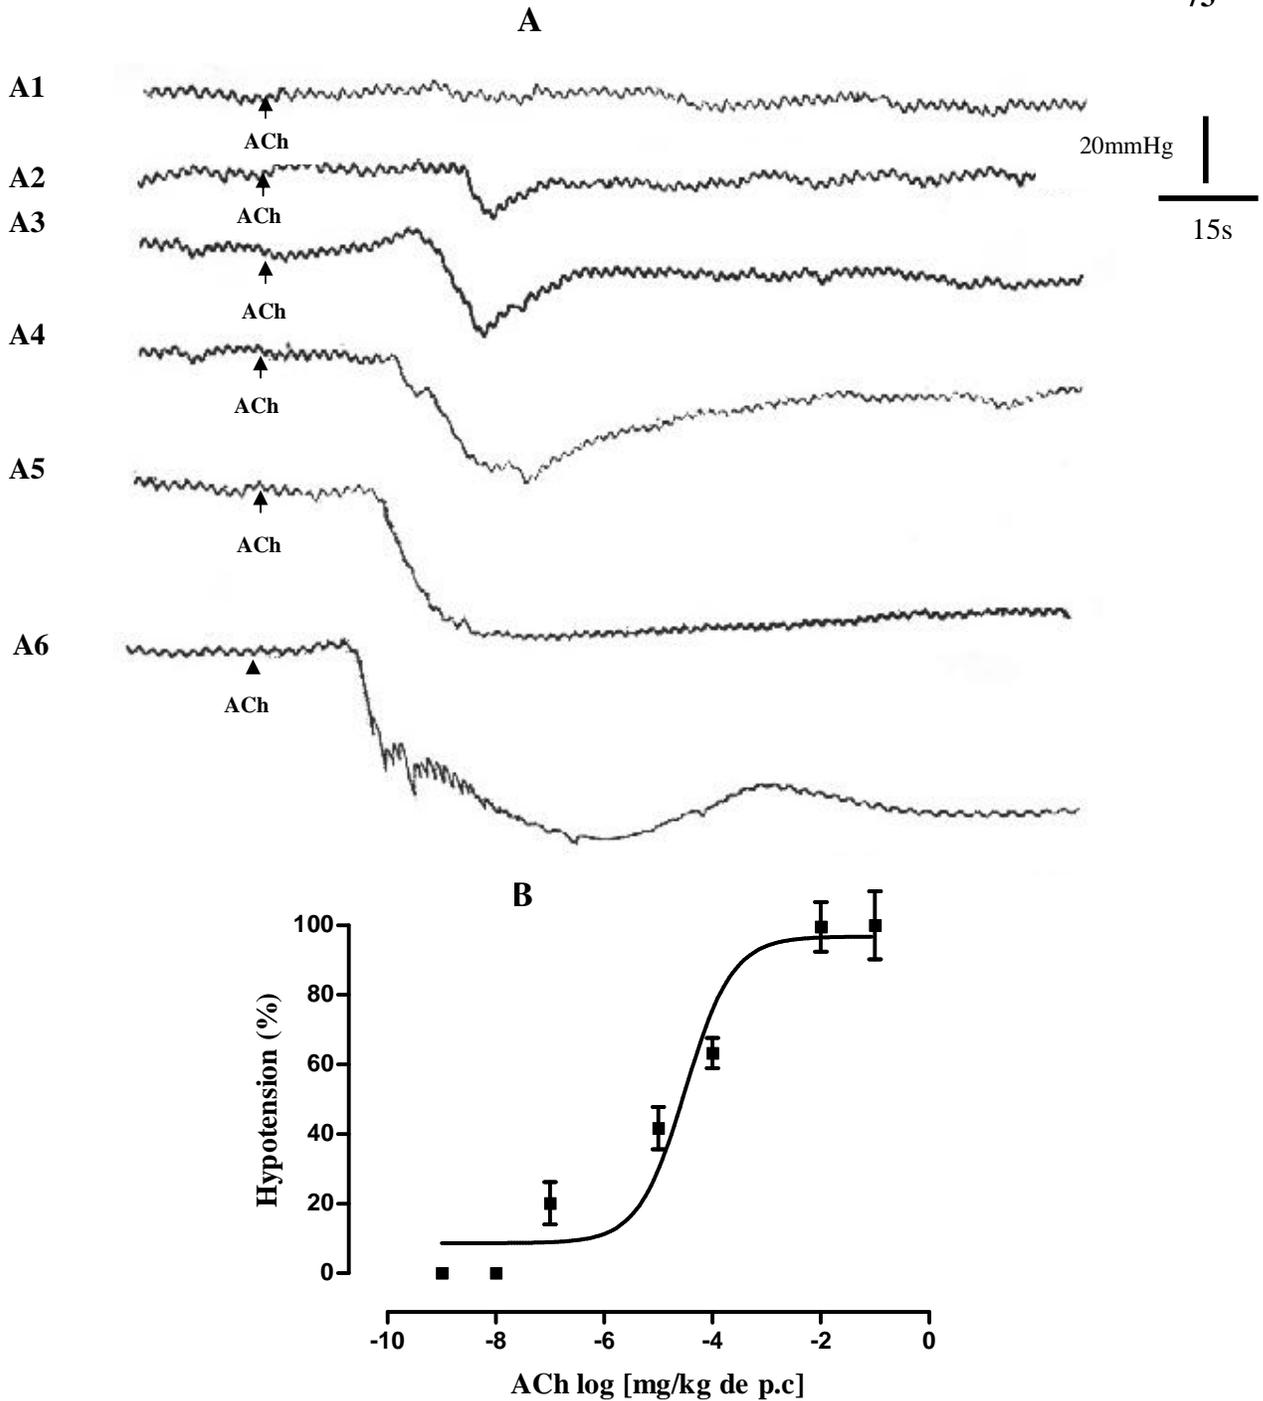 A
A1
ACh
20mmHg
A2
ACh
15s
A3
ACh
A4
ACh
A5
ACh
A6
ACh
B
100
80
60
40
20
0
Hypotension (%)
-10 -8 -6 -4 -2 0
ACh log [mg/kg de p.c]